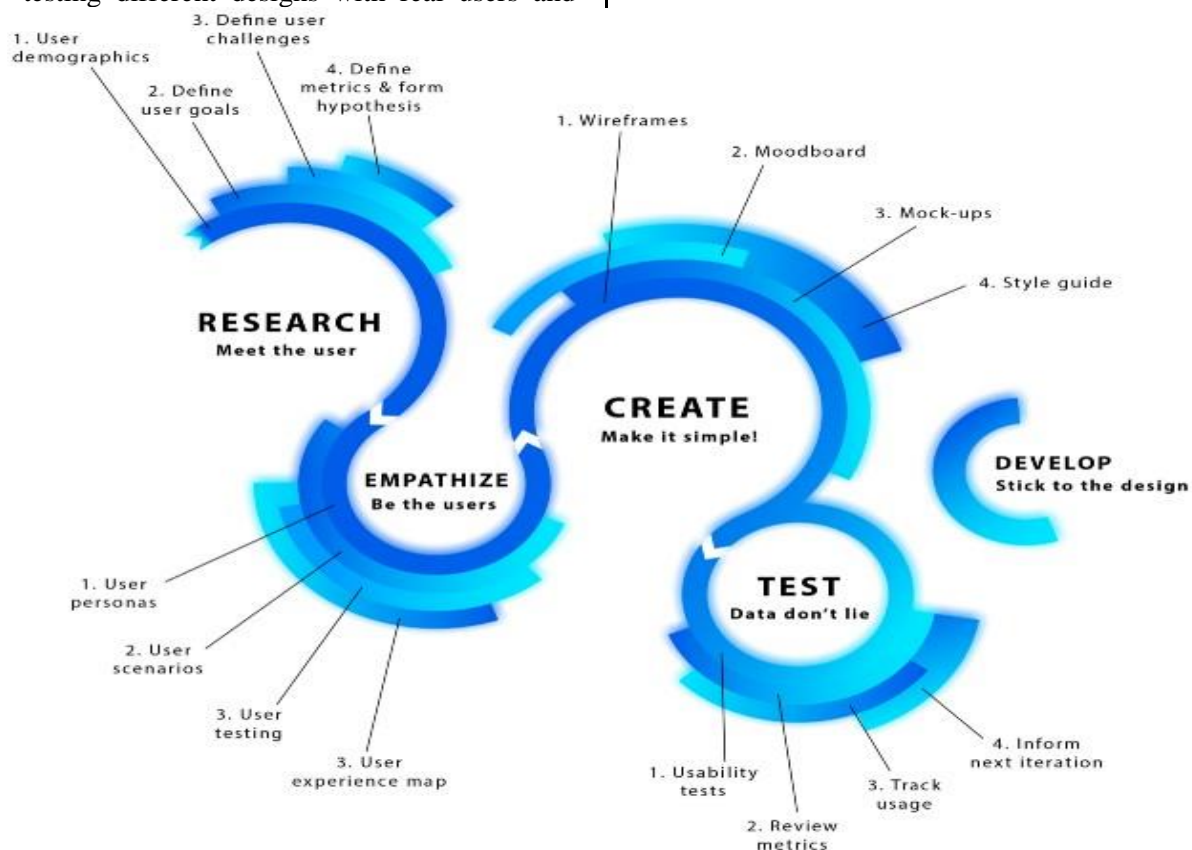 testing different designs with real users and
1. User
demographics
2. Define
user goals
3. Define user
challenges
4. Define
metrics & form
hypothesis
RESEARCH
Meet the user
EMPATHIZE
Be the users
1. User
personas
2. User
scenarios
3. User
testing
3. User
experience map
1. Wireframes
2. Moodboard
3. Mock-ups
4. Style guide
CREATE
Make it simple!
TEST
Data don't lie
1. Usability
tests
2. Review
metrics
3. Track
usage
4. Inform
next iteration
DEVELOP
Stick to the design